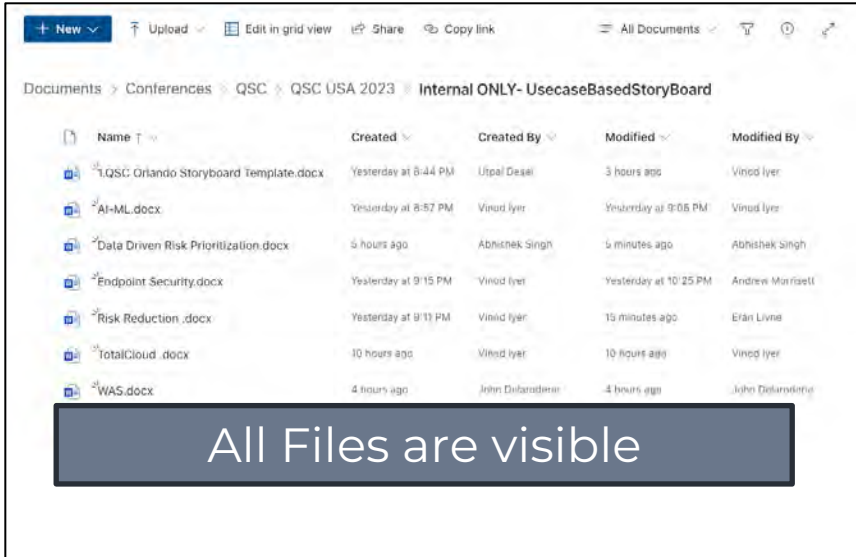 + New Upload Edit in grid view Share Copy link All Documents
Documents > Conferences > QSC > QSC USA 2023 > Internal ONLY- UsecaseBasedStoryBoard
Name Created Created By Modified Modified By
1.QSC Orlando Storyboard Template.docx Yesterday at 8:44 PM Utpal Desai 3 hours ago Vinod Iyer
AI-ML.docx Yesterday at 8:57 PM Vinod Iyer Yesterday at 9:06 PM Vinod Iyer
Data Driven Risk Prioritization.docx 5 hours ago Abhishek Singh 5 minutes ago Abhishek Singh
Endpoint Security.docx Yesterday at 9:15 PM Vinod Iyer Yesterday at 10:25 PM Andrew Morrisett
Risk Reduction .docx Yesterday at 9:11 PM Vinod Iyer 15 minutes ago Eran Livne
TotalCloud .docx 10 hours ago Vinod Iyer 10 hours ago Vinod Iyer
WAS.docx 4 hours ago John Delaroderie 4 hours ago John Delaroderie
All Files are visible